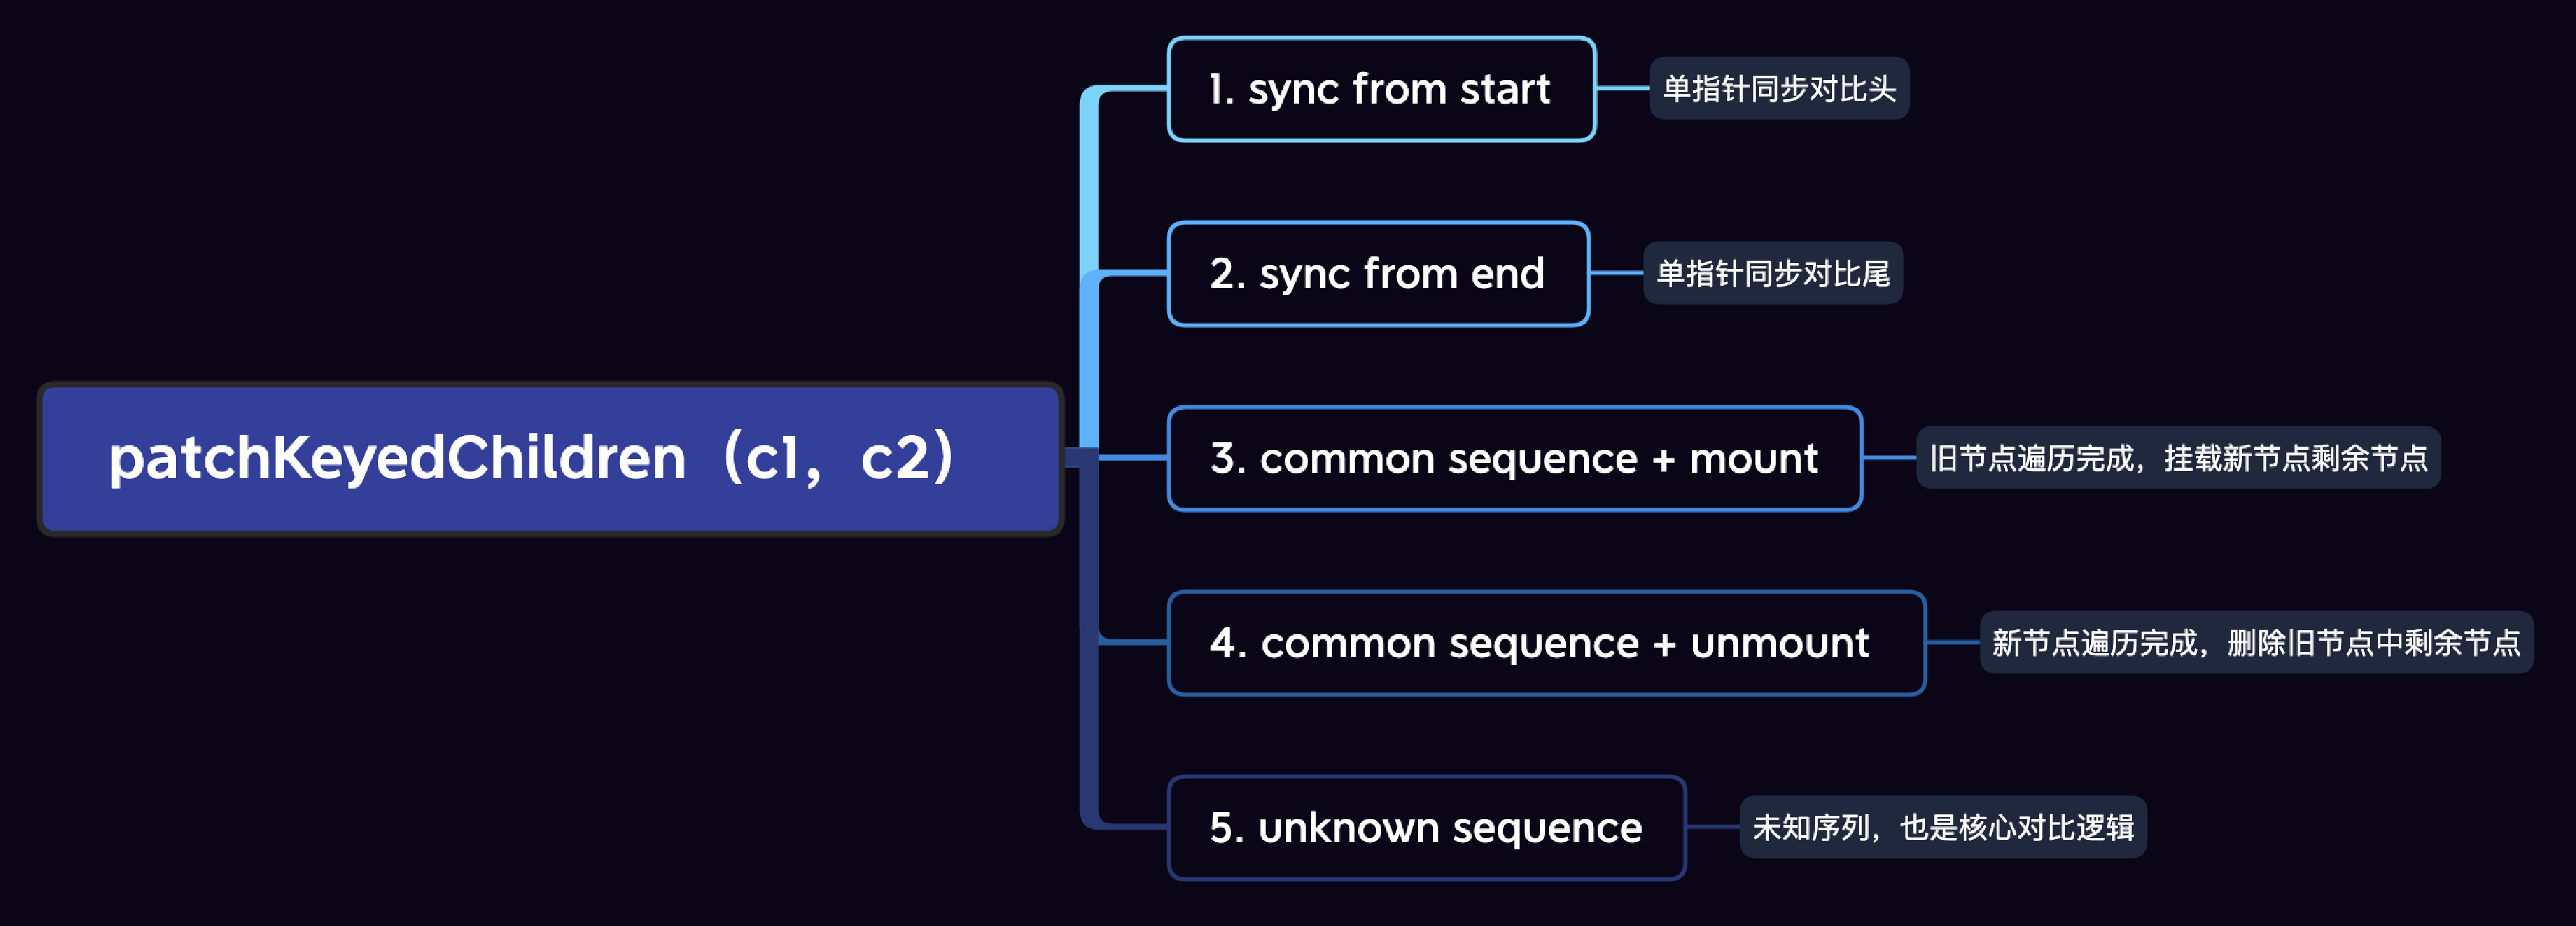 1. sync from start
单指针同步对比头
2. sync from end
单指针同步对比尾
patchKeyedChildren（c1，c2）
3. common sequence + mount
旧节点遍历完成，挂载新节点剩余节点
4. common sequence + unmount
新节点遍历完成，删除旧节点中剩余节点
5. unknown sequence
未知序列，也是核心对比逻辑